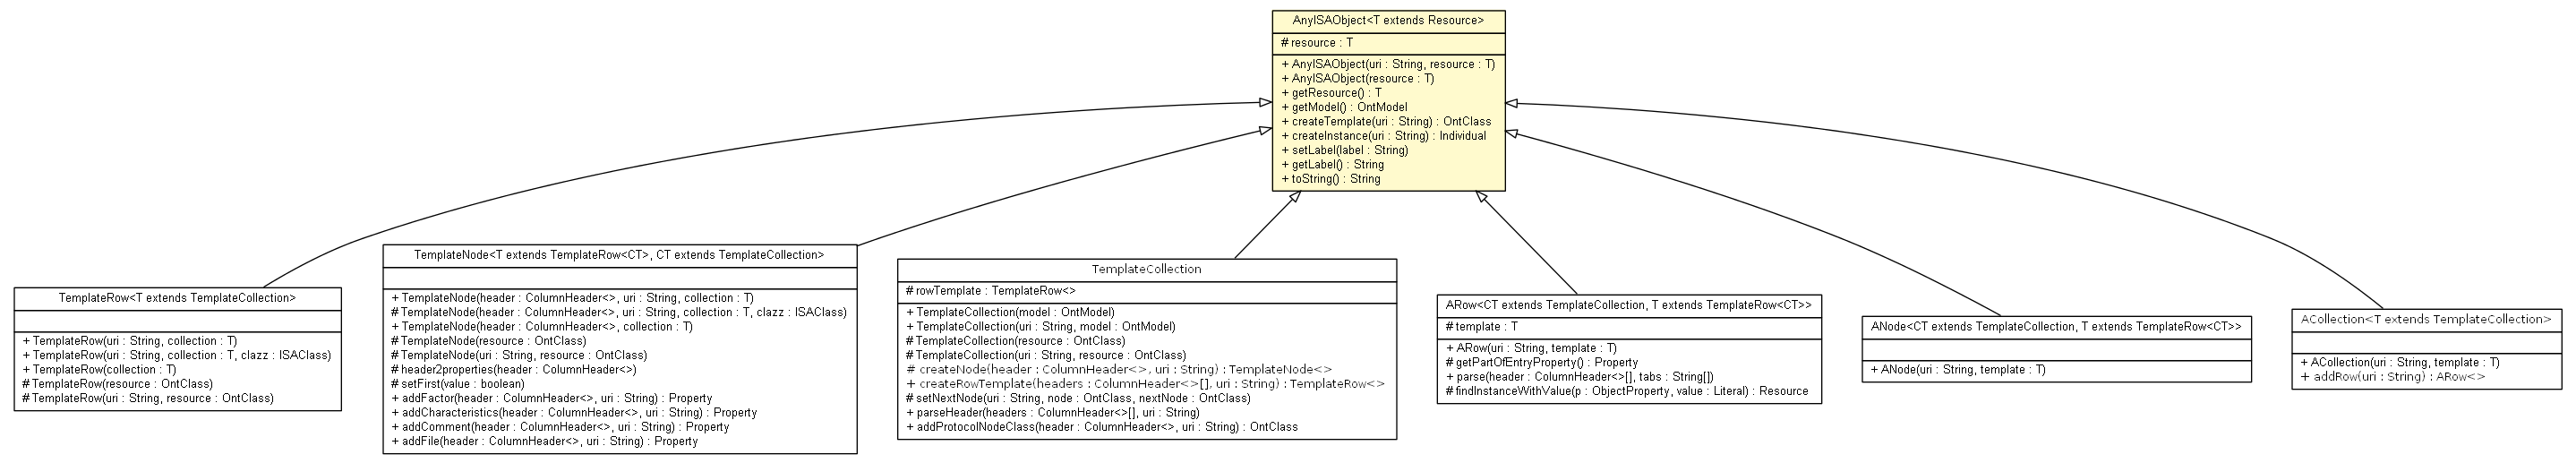 AnyISAObject<T extends Resource>
# resource : T
+ AnyISAObject(uri : String, resource : T)
+ AnyISAObject(resource : T)
+ getResource() : T
+ getModel() : OntModel
+ createTemplate(uri : String) : OntClass
+ createInstance(uri : String) : Individual
+ setLabel(label : String)
+ getLabel() : String
+ toString() : String
TemplateRow<T extends TemplateCollection>
+ TemplateRow(uri : String, collection : T)
+ TemplateRow(uri : String, collection : T, clazz : ISAClass)
+ TemplateRow(collection : T)
# TemplateRow(resource : OntClass)
# TemplateRow(uri : String, resource : OntClass)
TemplateNode<T extends TemplateRow<CT>, CT extends TemplateCollection>
+ TemplateNode(header : ColumnHeader<>, uri : String, collection : T)
# TemplateNode(header : ColumnHeader<>, uri : String, collection : T, clazz : ISAClass)
+ TemplateNode(header : ColumnHeader<>, collection : T)
# TemplateNode(resource : OntClass)
# TemplateNode(uri : String, resource : OntClass)
# header2properties(header : ColumnHeader<>)
# setFirst(value : boolean)
+ addFactor(header : ColumnHeader<>, uri : String) : Property
+ addCharacteristics(header : ColumnHeader<>, uri : String) : Property
+ addComment(header : ColumnHeader<>, uri : String) : Property
+ addFile(header : ColumnHeader<>, uri : String) : Property
TemplateCollection
# rowTemplate : TemplateRow<>
+ TemplateCollection(model : OntModel)
+ TemplateCollection(uri : String, model : OntModel)
# TemplateCollection(resource : OntClass)
# TemplateCollection(uri : String, resource : OntClass)
# createNode(header : ColumnHeader<>, uri : String) : TemplateNode<>
+ createRowTemplate(headers : ColumnHeader<>[], uri : String) : TemplateRow<>
# setNextNode(uri : String, node : OntClass, nextNode : OntClass)
+ parseHeader(headers : ColumnHeader<>[], uri : String)
+ addProtocolNodeClass(header : ColumnHeader<>, uri : String) : OntClass
ARow<CT extends TemplateCollection, T extends TemplateRow<CT>>
# template : T
+ ARow(uri : String, template : T)
# getPartOfEntryProperty() : Property
+ parse(header : ColumnHeader<>[], tabs : String[])
# findInstanceWithValue(p : ObjectProperty, value : Literal) : Resource
ANode<CT extends TemplateCollection, T extends TemplateRow<CT>>
+ ANode(uri : String, template : T)
ACollection<T extends TemplateCollection>
+ ACollection(uri : String, template : T)
+ addRow(uri : String) : ARow<>